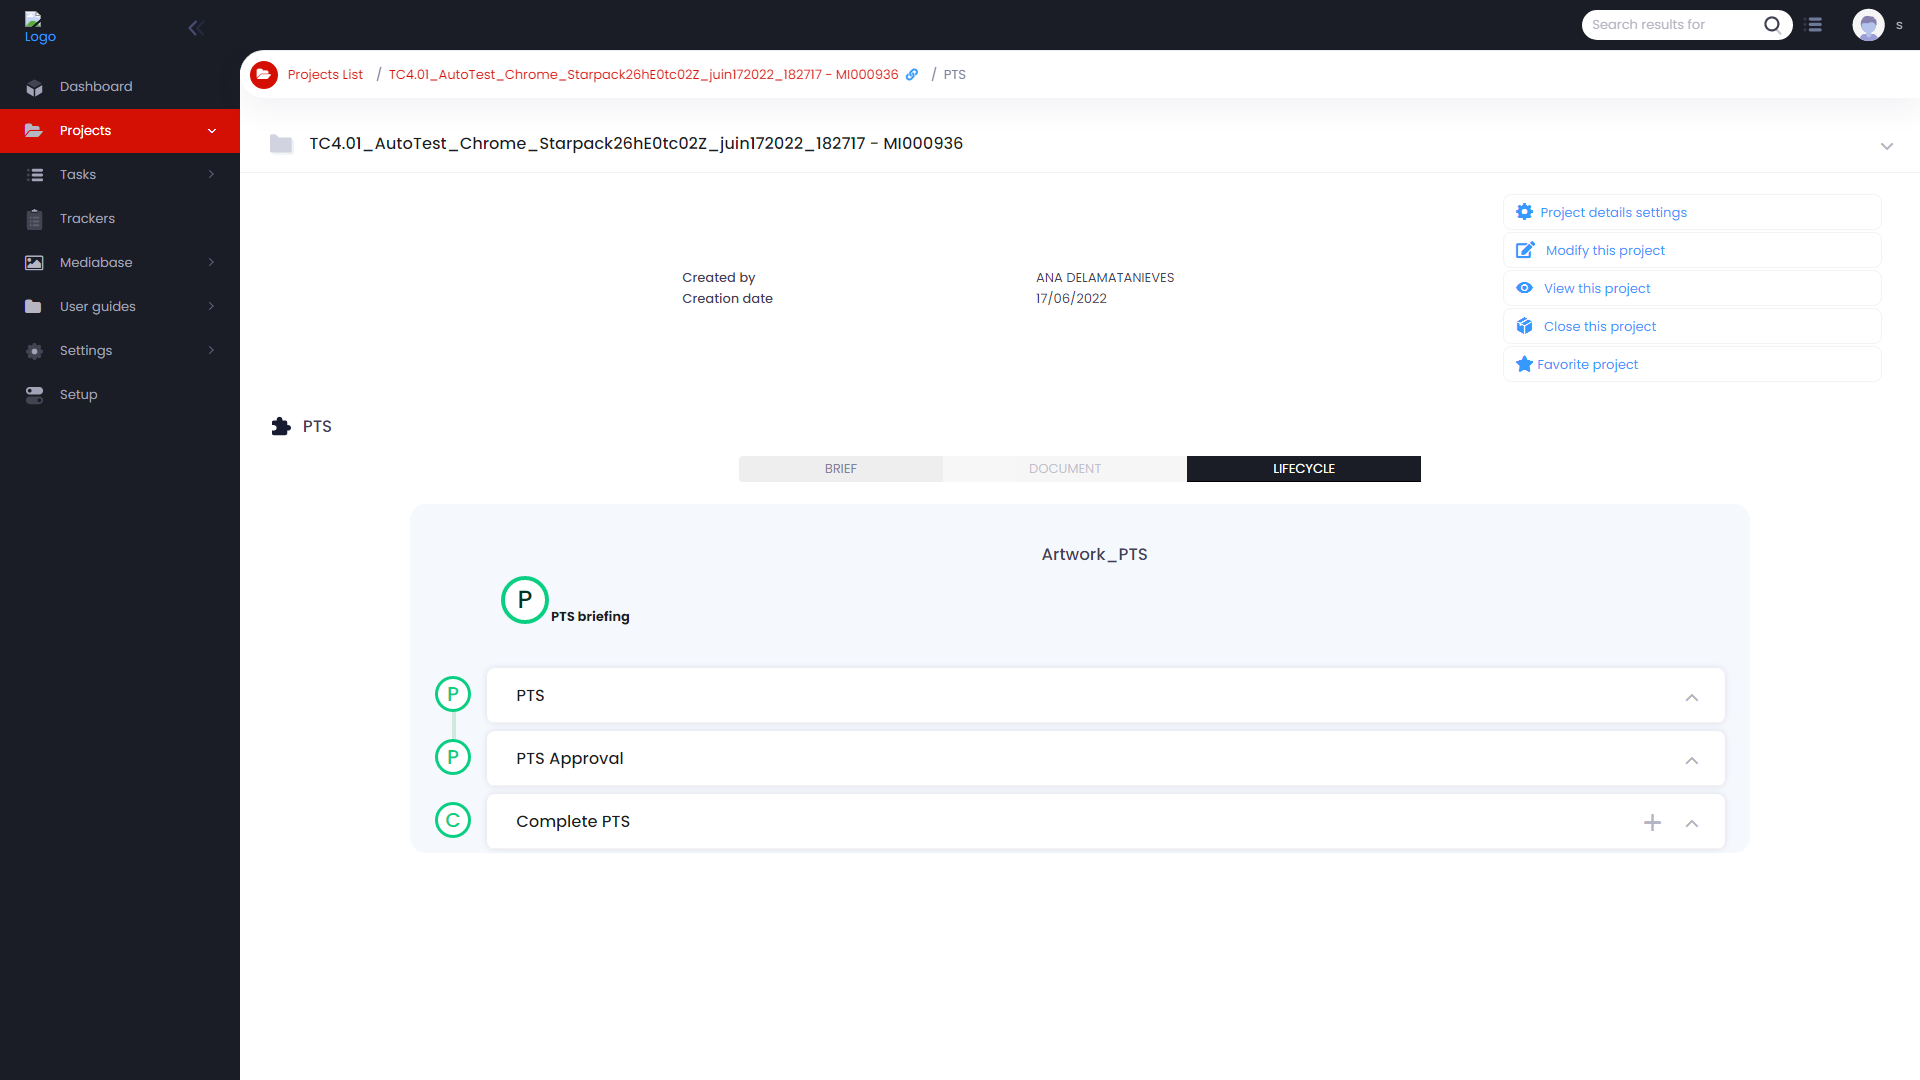 Logo
Search results for
s
Dashboard
Projects
Tasks
Trackers
Mediabase
User guides
Settings
Setup
Projects List / TC4.01_AutoTest_Chrome_Starpack26hE0tc02Z_juin172022_182717 - MI000936 / PTS
TC4.01_AutoTest_Chrome_Starpack26hE0tc02Z_juin172022_182717 - MI000936
Created by ANA DELAMATANIEVES
Creation date 17/06/2022
Project details settings
Modify this project
View this project
Close this project
Favorite project
PTS
BRIEF DOCUMENT LIFECYCLE
Artwork_PTS
P PTS briefing
P PTS
P PTS Approval
C Complete PTS